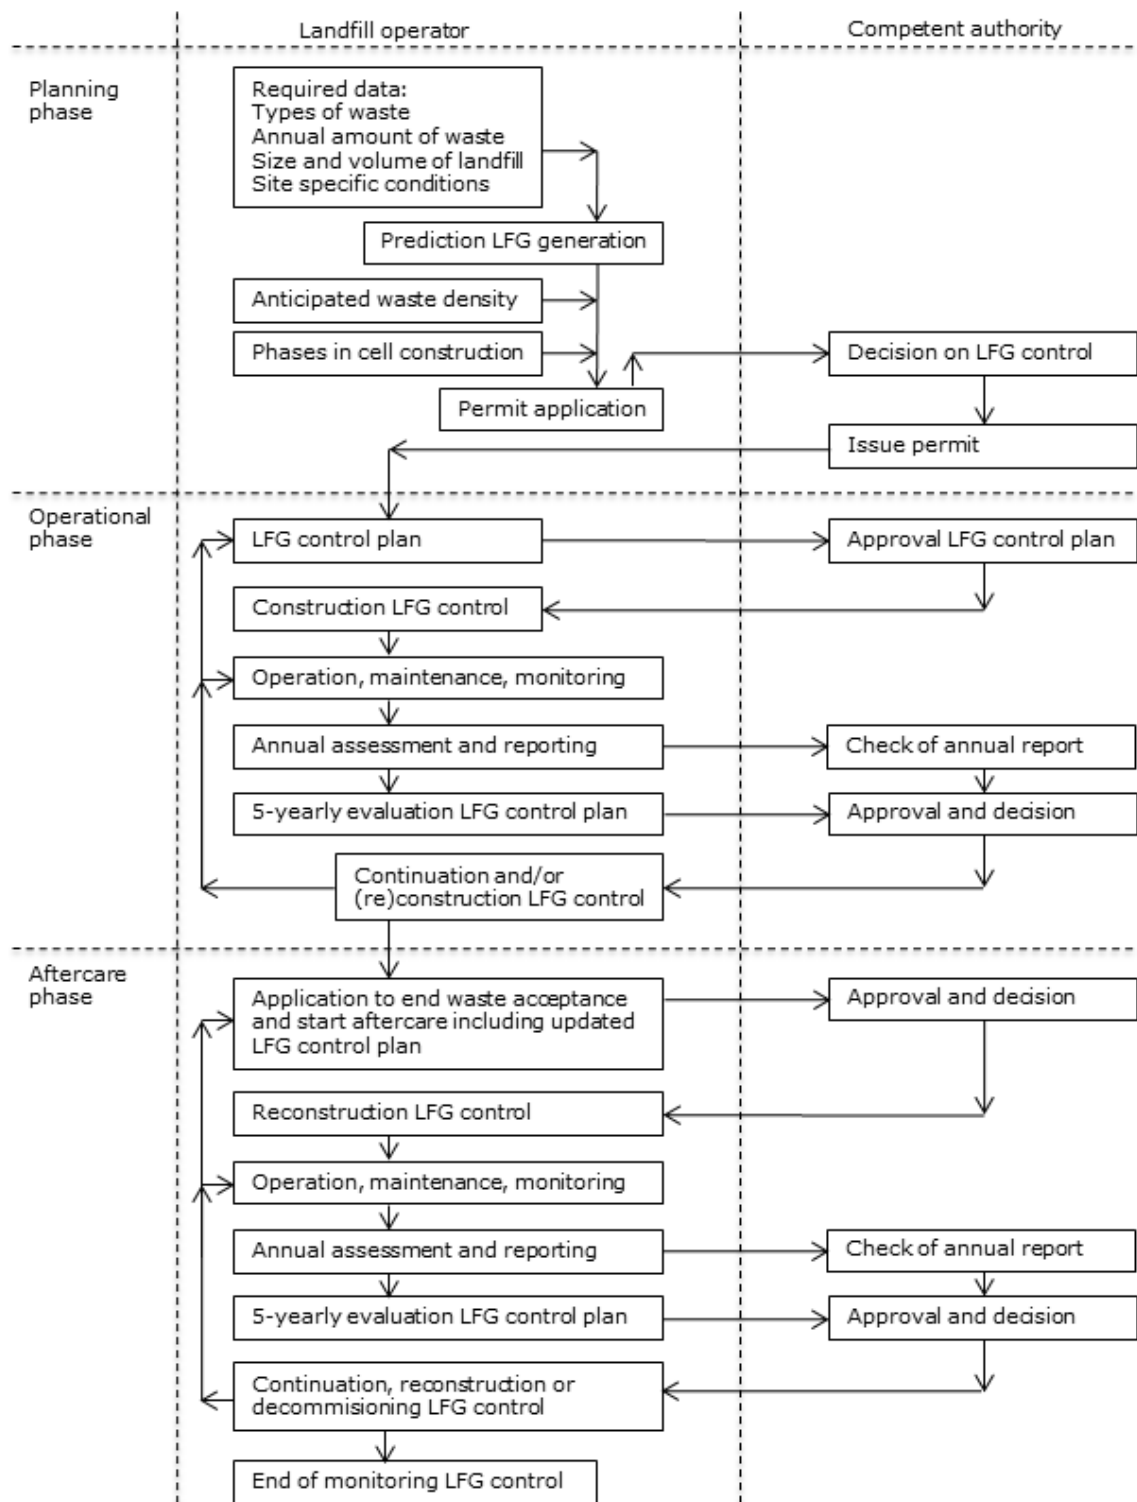 Landfill operator
Competent authority
Planning
phase
Required data:
Types of waste
Annual amount of waste
Size and volume of landfill
Site specific conditions
Prediction LFG generation
Anticipated waste density
Phases in cell construction
Decision on LFG control
Permit application
Issue permit
Operational
phase
LFG control plan
Approval LFG control plan
Construction LFG control
Operation, maintenance, monitoring
Annual assessment and reporting
Check of annual report
5-yearly evaluation LFG control plan
Approval and decision
Continuation and/or
(re)construction LFG control
Aftercare
phase
Application to end waste acceptance
and start aftercare including updated
LFG control plan
Approval and decision
Reconstruction LFG control
Operation, maintenance, monitoring
Annual assessment and reporting
Check of annual report
5-yearly evaluation LFG control plan
Approval and decision
Continuation, reconstruction or
decommisioning LFG control
End of monitoring LFG control